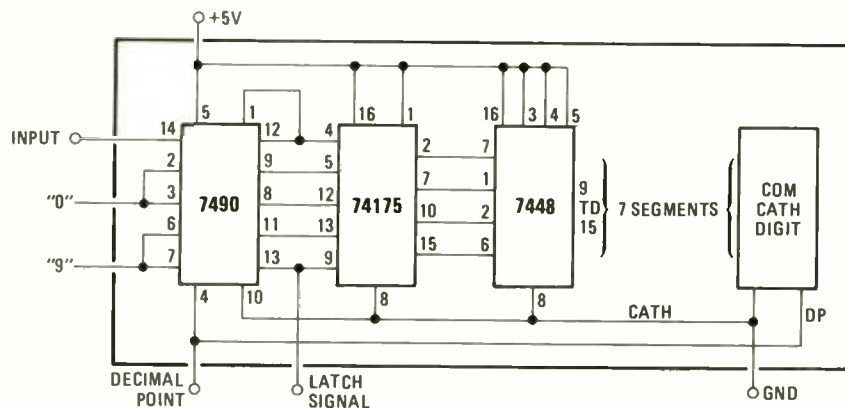 +5V
5 1 16 1 16 3 4 5
INPUT 14 12 4
2 7
2 9 5
7 1
"0" 3 7490 8 12 74175 7448 9 TO 15 7 SEGMENTS COM CATH DIGIT
10 2
6 11 13
15 6
"9" 7 13 9
4 10 8 8 CATH DP
DECIMAL POINT
LATCH SIGNAL
GND